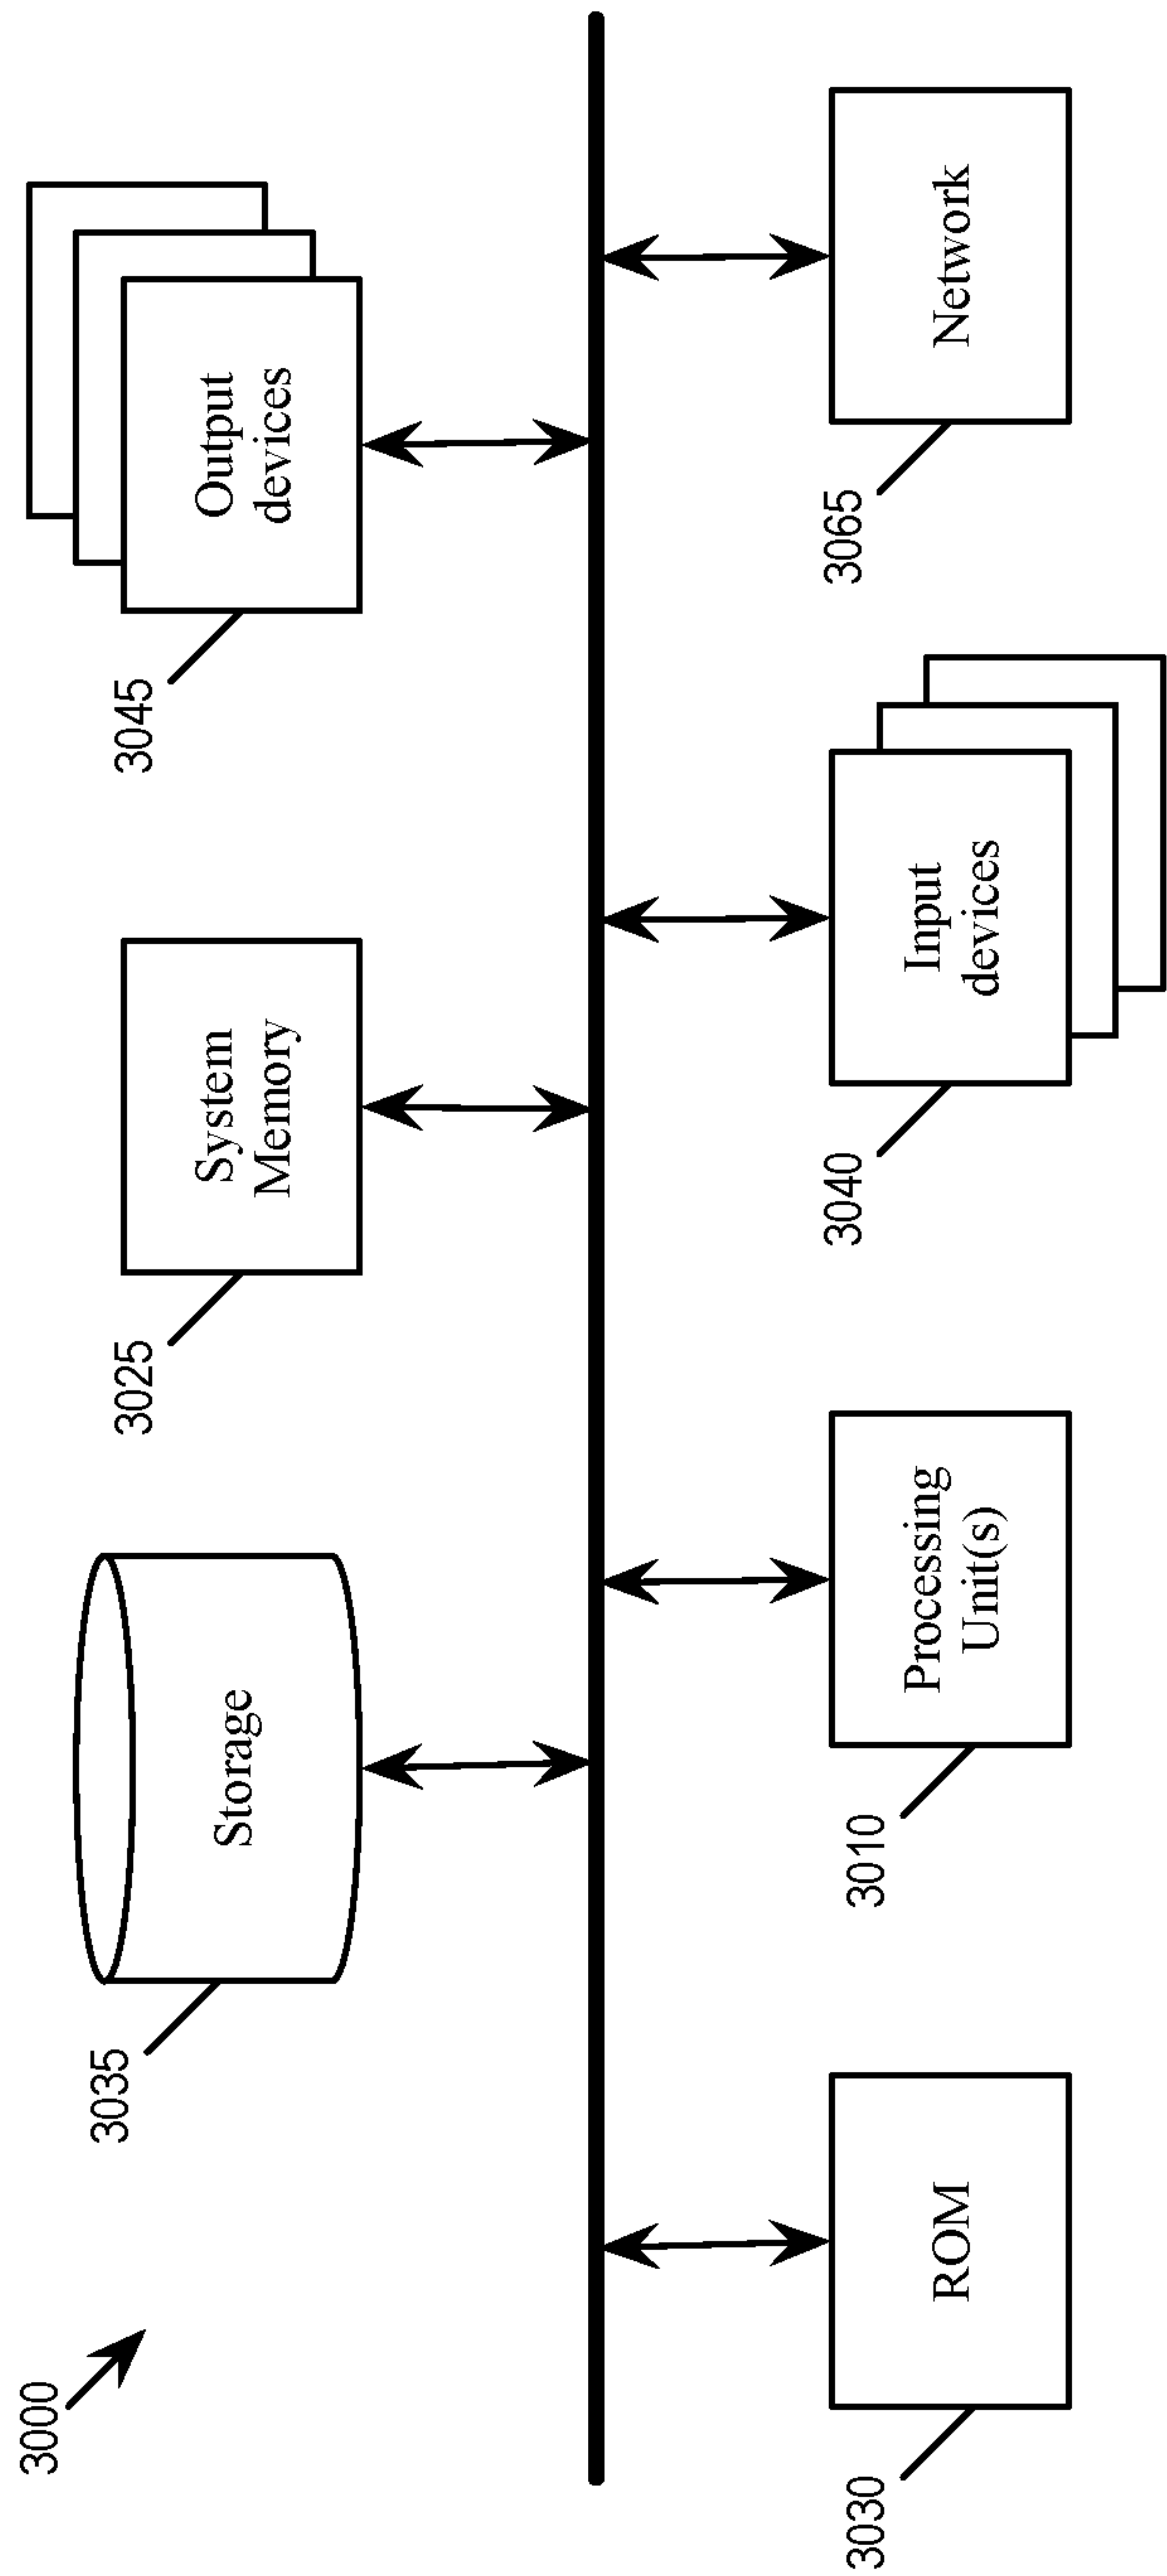 3000
3035
Storage
3025
System
Memory
3045
Output
devices
3030
ROM
3010
Processing
Unit(s)
3040
Input
devices
3065
Network